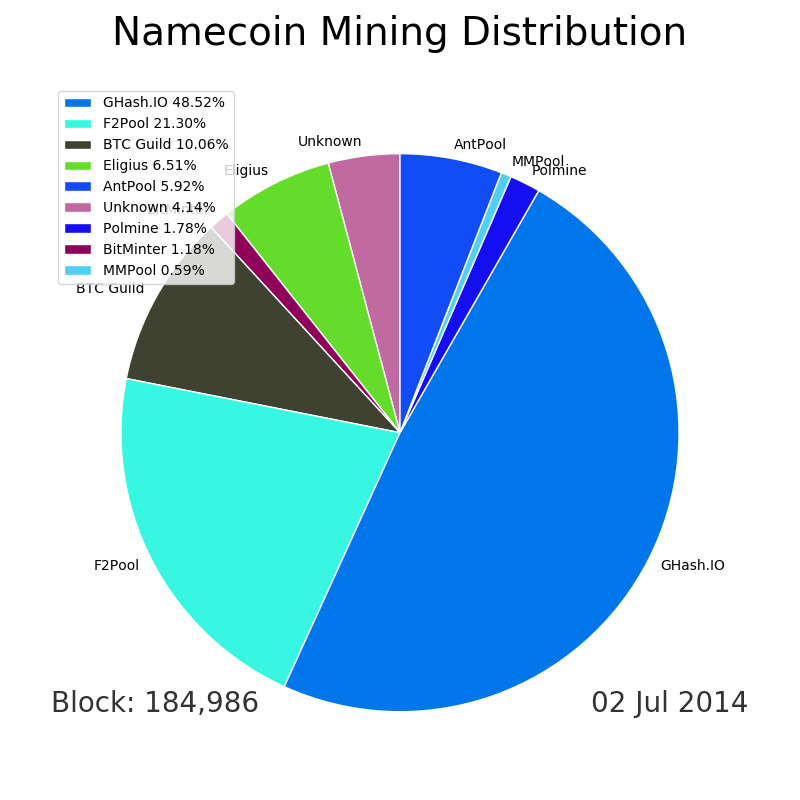 Namecoin Mining Distribution
GHash.IO 48.52%
F2Pool 21.30%
BTC Guild 10.06%
Eligius 6.51%
AntPool 5.92%
Unknown 4.14%
Polmine 1.78%
BitMinter 1.18%
MMPool 0.59%
Unknown
AntPool
MMPool
Polmine
Eligius
BitMinter
BTC Guild
F2Pool
GHash.IO
Block: 184,986
02 Jul 2014